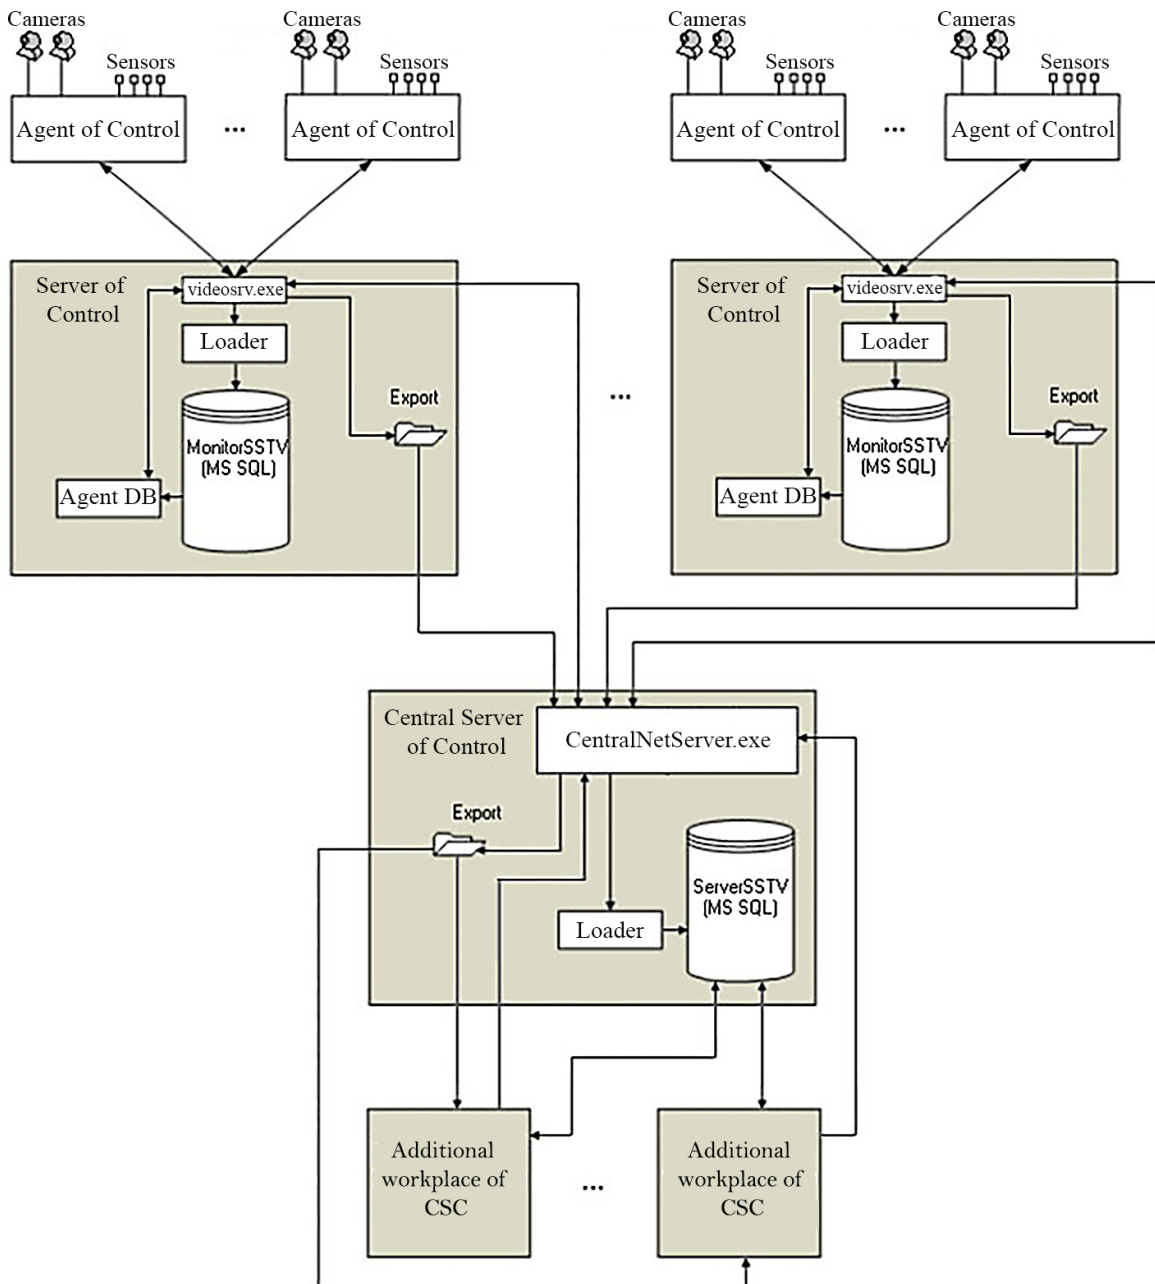 Cameras
Cameras
Cameras
Cameras
Sensors
Sensors
Sensors
Sensors
Agent of Control
...
Agent of Control
Agent of Control
...
Agent of Control
Server of
Control
videosrv.exe
Loader
Export
MonitorSSTV
(MS SQL)
Agent DB
...
Server of
Control
videosrv.exe
Loader
Export
MonitorSSTV
(MS SQL)
Agent DB
Central Server
of Control
CentralNetServer.exe
Export
ServerSSTV
(MS SQL)
Loader
Additional
workplace of
CSC
...
Additional
workplace of
CSC